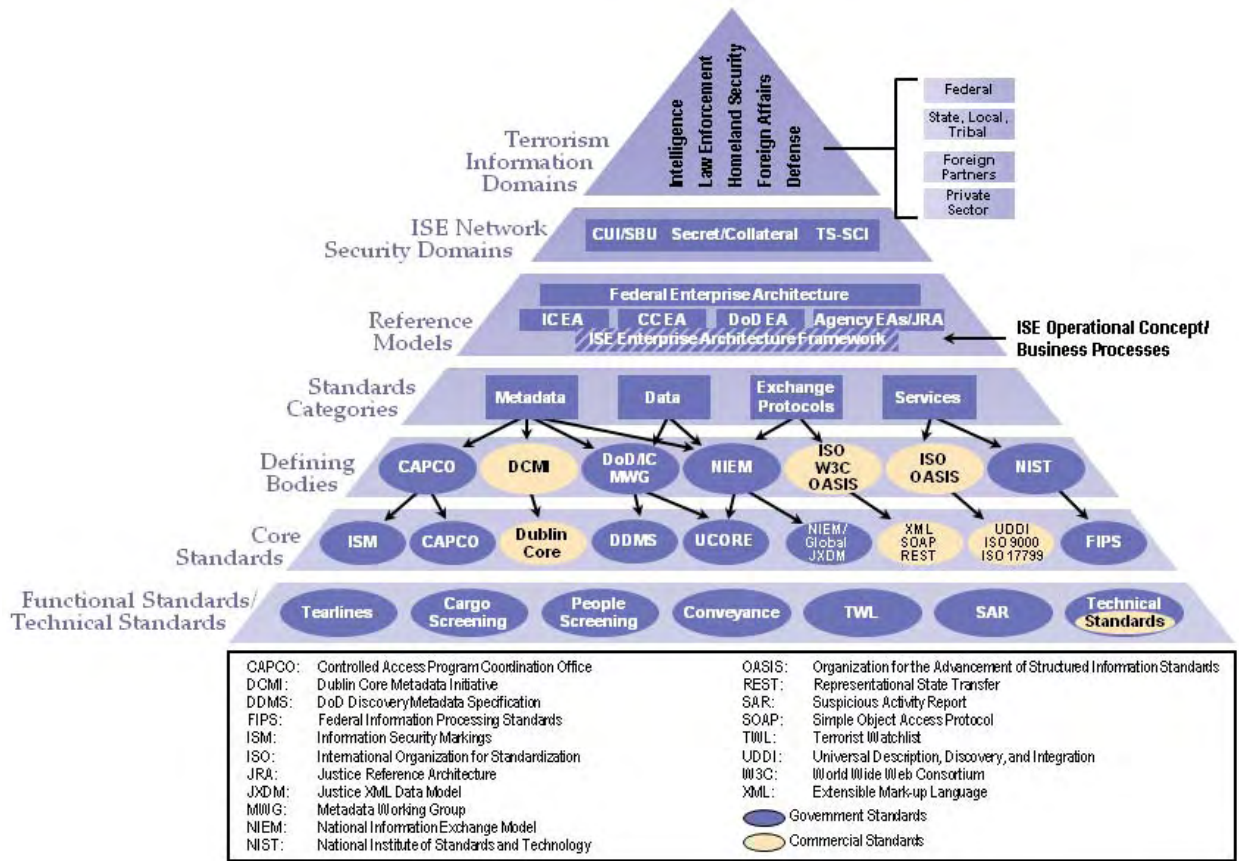 Intelligence
Law Enforcement
Homeland Security
Foreign Affairs
Defense
Federal
State, Local,
Tribal
Foreign
Partners
Private
Sector
Terrorism
Information
Domains
ISE Network
Security Domains
CUI/SBU Secret/Collateral TS-SCI
Reference
Models
Federal Enterprise Architecture
IC EA CC EA DoD EA Agency EAs/JRA
ISE Enterprise Architecture Framework
ISE Operational Concept/
Business Processes
Standards
Categories
Metadata
Data
Exchange
Protocols
Services
Defining
Bodies
CAPCO
DCMI
DoD/IC
MWG
NIEM
ISO
W3C
OASIS
ISO
OASIS
NIST
Core
Standards
ISM
CAPCO
Dublin
Core
DDMS
UCORE
NIEM/
Global
JXDM
XML
SOAP
REST
UDDI
ISO 9000
ISO 17799
FIPS
Functional Standards/
Technical Standards
Tearlines
Cargo
Screening
People
Screening
Conveyance
TWL
SAR
Technical
Standards
CAPCO: Controlled Access Program Coordination Office
DCMI: Dublin Core Metadata Initiative
DDMS: DoD Discovery Metadata Specification
FIPS: Federal Information Processing Standards
ISM: Information Security Markings
ISO: International Organization for Standardization
JRA: Justice Reference Architecture
JXDM: Justice XML Data Model
MWG: Metadata Working Group
NIEM: National Information Exchange Model
NIST: National Institute of Standards and Technology
OASIS: Organization for the Advancement of Structured Information Standards
REST: Representational State Transfer
SAR: Suspicious Activity Report
SOAP: Simple Object Access Protocol
TWL: Terrorist Watchlist
UDDI: Universal Description, Discovery, and Integration
W3C: World Wide Web Consortium
XML: Extensible Mark-up Language
Government Standards
Commercial Standards